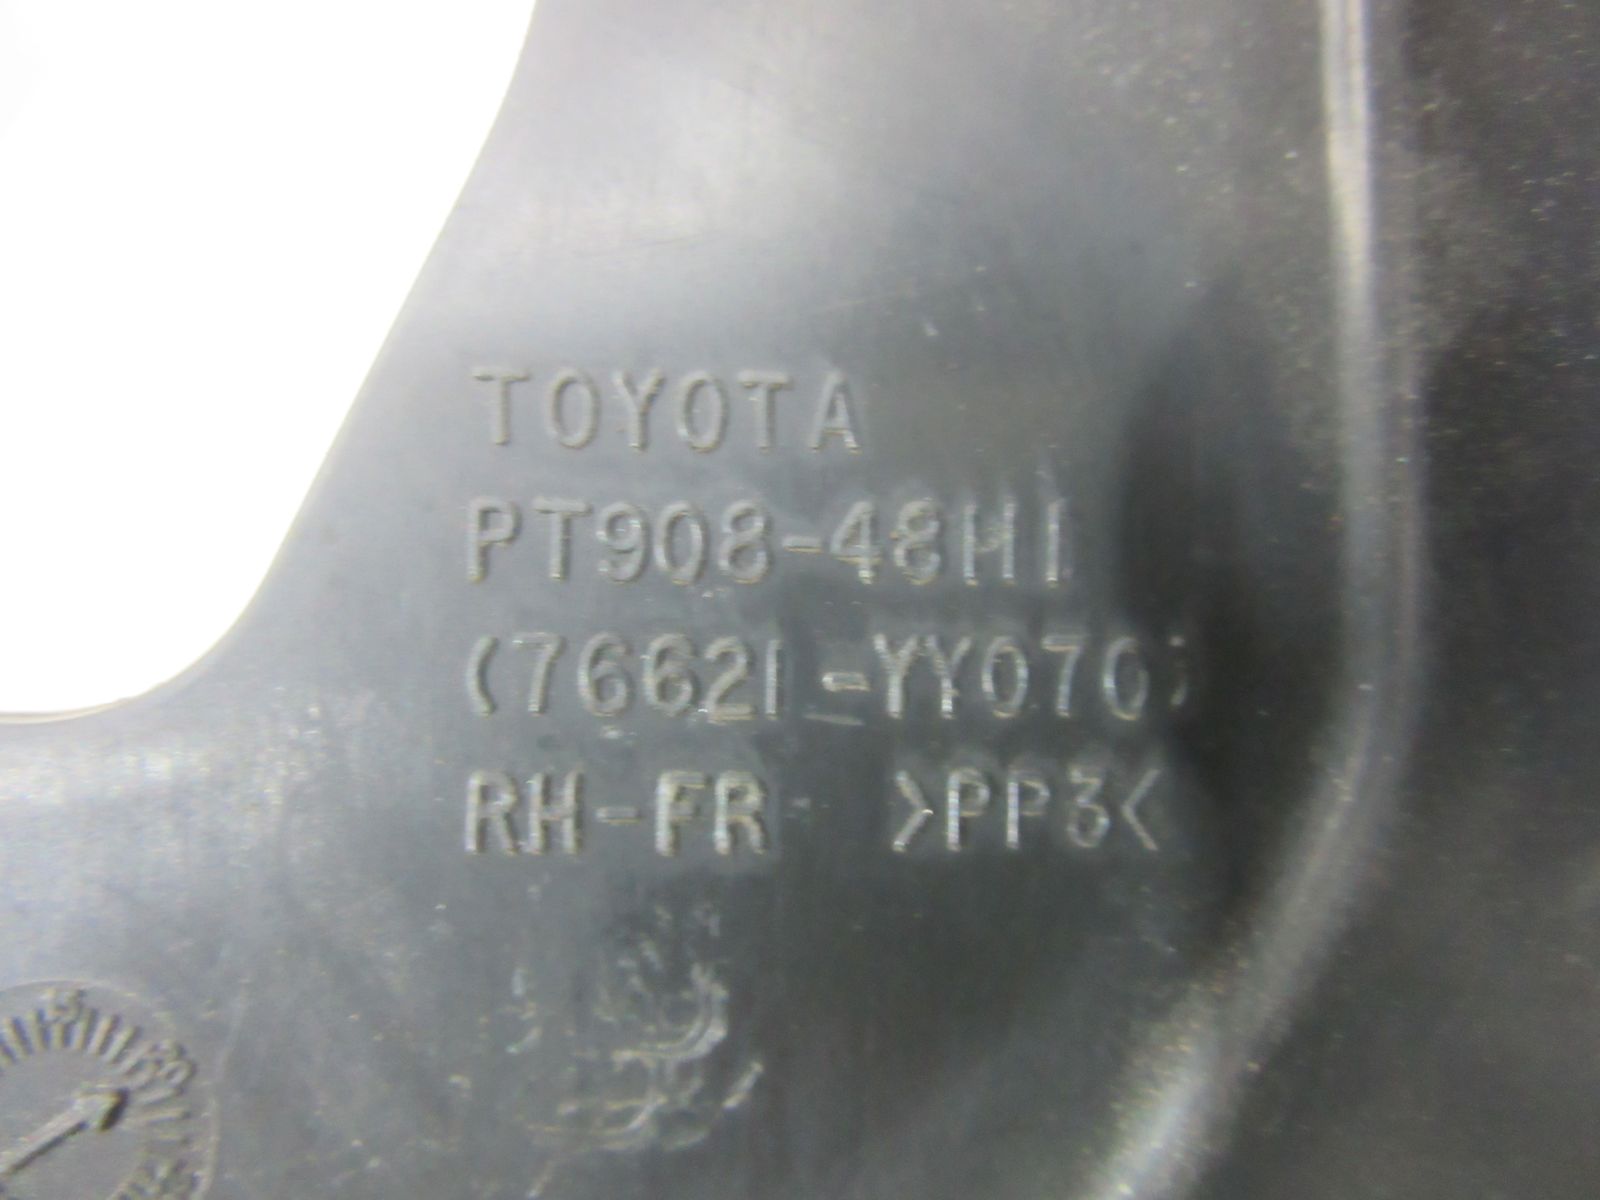 TOYOTA
PT908-48H1
(76621-YY070)
RH-FR >PP3<